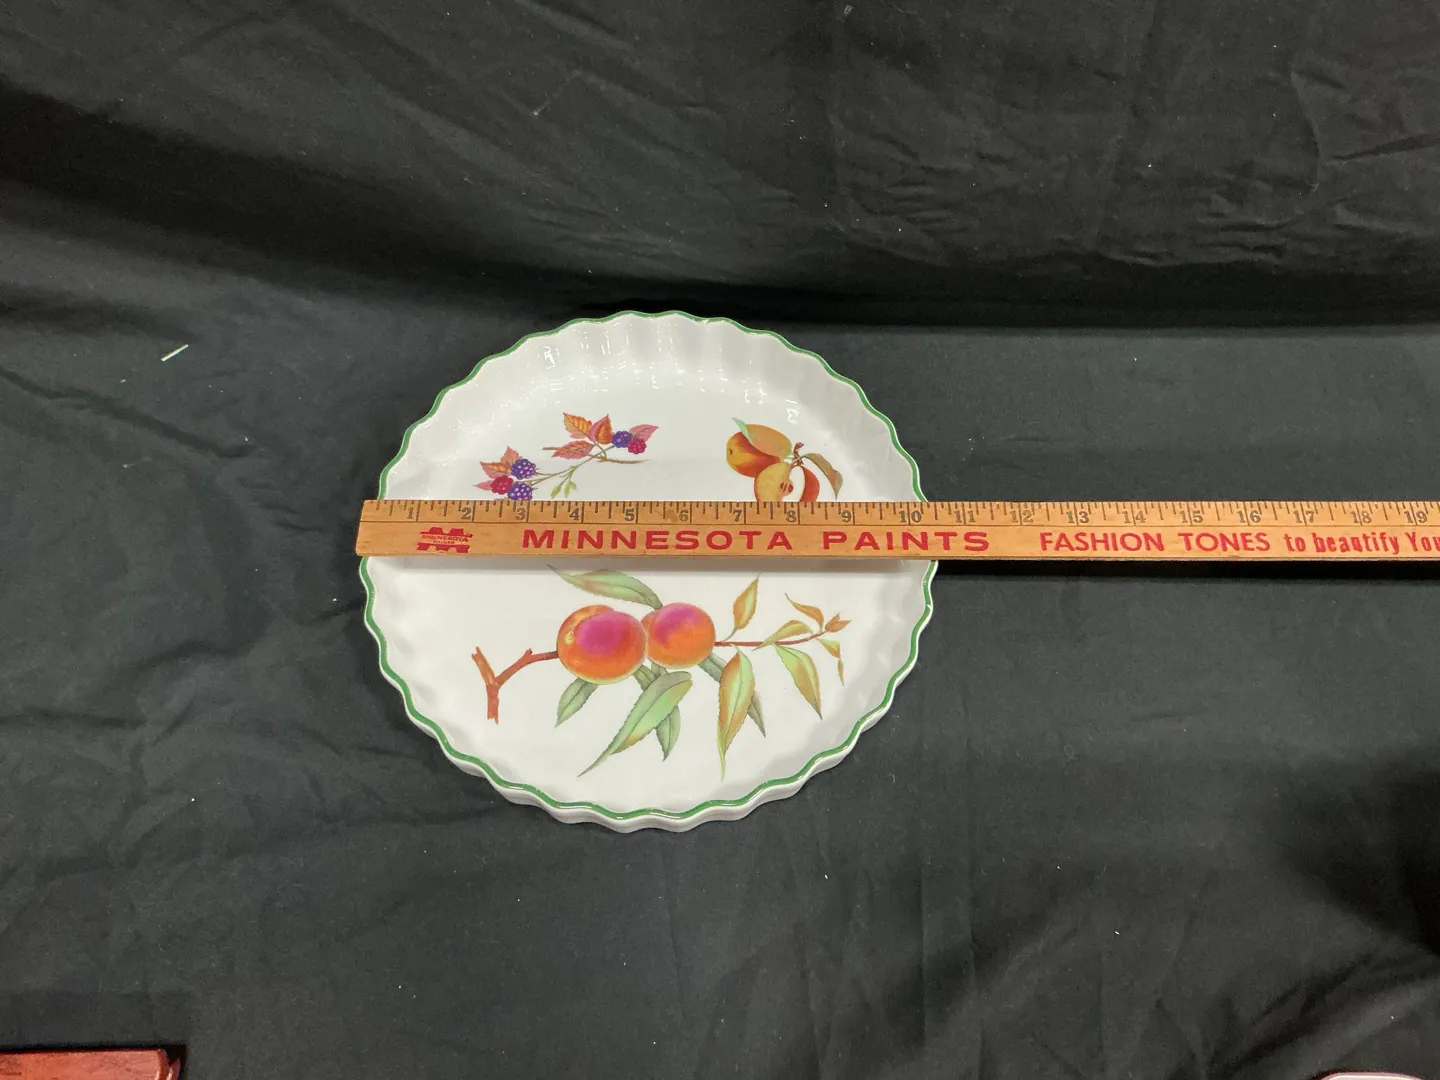 1 2 3 4 5 6 7 8 9 10 11 12 13 14 15 16 17 18 19
MINNESOTA
MINNESOTA PAINTS FASHION TONES to beautify You